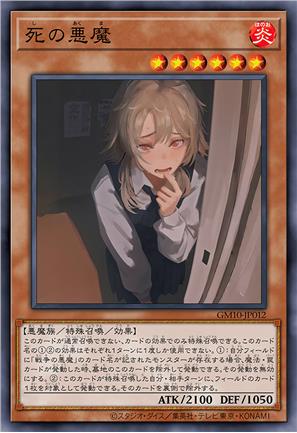 死の悪魔
し
あく
ま
炎
ほのお
GM10-JP012
【悪魔族/特殊召喚/効果】
このカードは通常召喚できない、カードの効果でのみ特殊召喚できる。このカード
名の①②の効果はそれぞれ1ターンに1度しか使用できない。①:自分フィールド
に「戦争の悪魔」のカード名が記されたモンスターが存在する場合、魔法・罠
カードが発動した時、墓地のこのカードを除外して発動できる。その発動を無効
にする。②:このカードが特殊召喚した自分・相手ターンに、フィールドのカード
1枚を対象として発動できる。そのカードを裏側で除外する。
ATK/2100 DEF/1050
©スタジオ・ダイス/集英社・テレビ東京・KONAMI